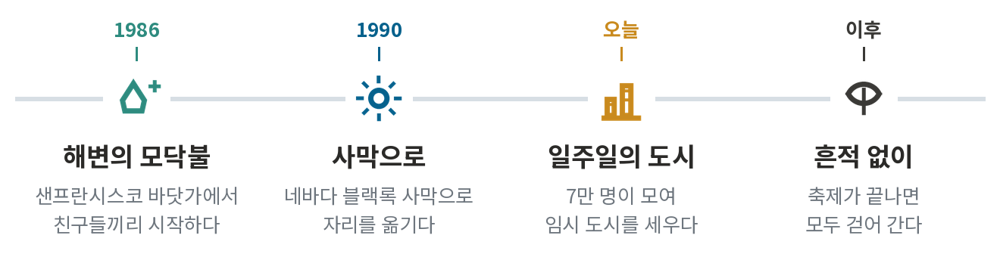 1986
해변의 모닥불
샌프란시스코 바닷가에서
친구들끼리 시작하다
1990
사막으로
네바다 블랙록 사막으로
자리를 옮기다
오늘
일주일의 도시
7만 명이 모여
임시 도시를 세우다
이후
흔적 없이
축제가 끝나면
모두 걷어 간다